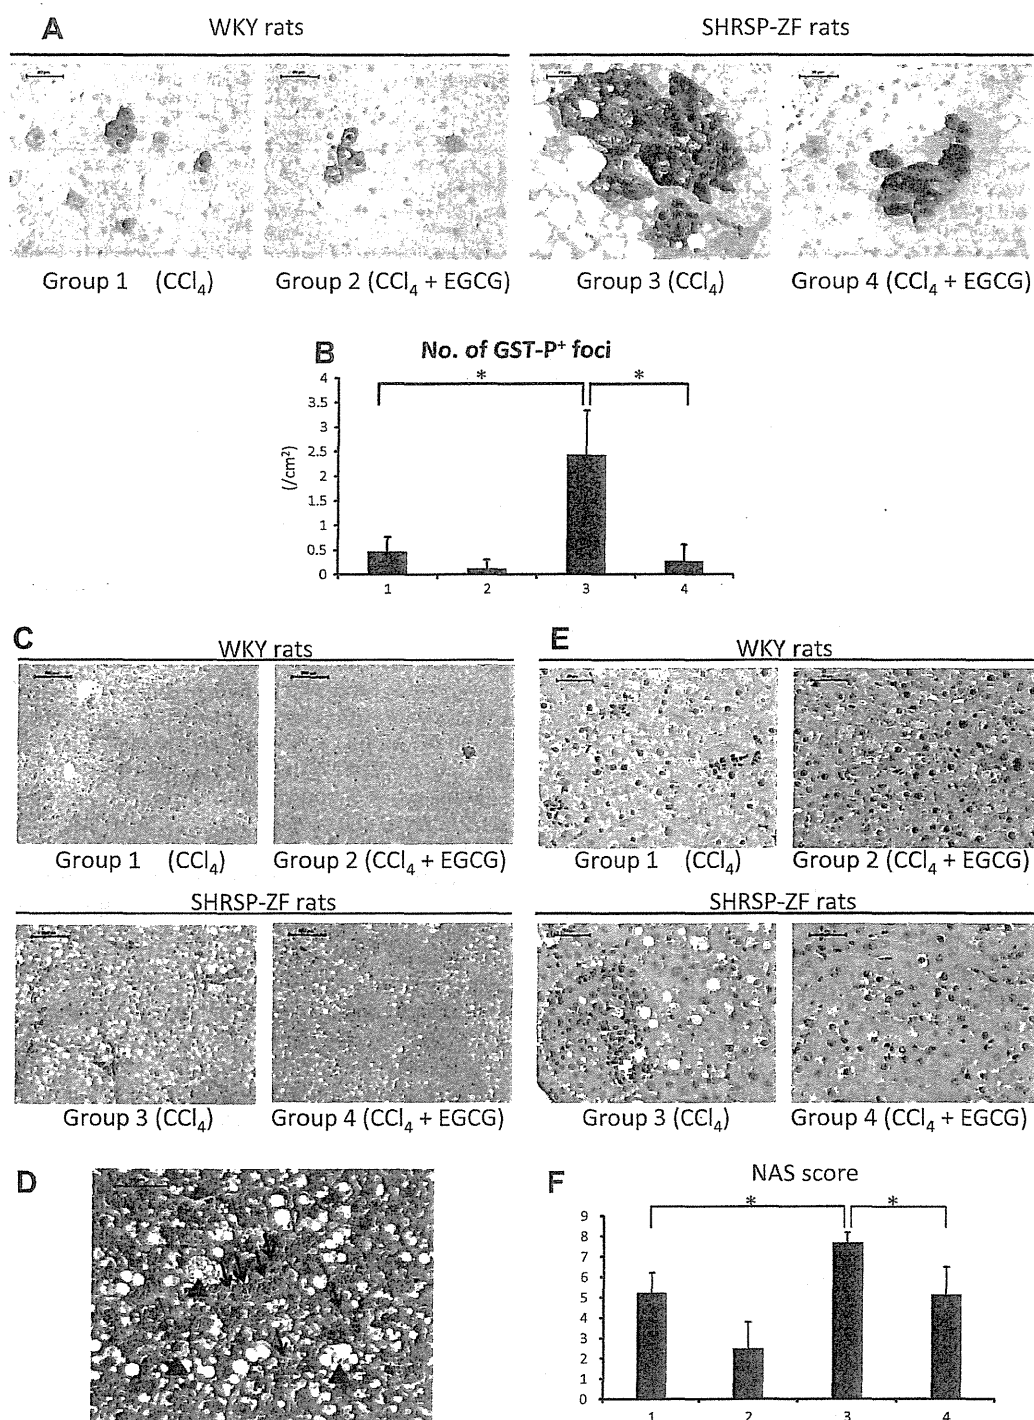 A
WKY rats
SHRSP-ZF rats
Group 1 (CCl4)
Group 2 (CCl4 + EGCG)
Group 3 (CCl4)
Group 4 (CCl4 + EGCG)
B
No. of GST-P+ foci
*
*
(/cm2)
4
3.5
3
2.5
2
1.5
1
0.5
0
1
2
3
4
C
WKY rats
Group 1 (CCl4)
Group 2 (CCl4 + EGCG)
SHRSP-ZF rats
Group 3 (CCl4)
Group 4 (CCl4 + EGCG)
E
WKY rats
Group 1 (CCl4)
Group 2 (CCl4 + EGCG)
SHRSP-ZF rats
Group 3 (CCl4)
Group 4 (CCl4 + EGCG)
D
F
NAS score
*
*
9
8
7
6
5
4
3
2
1
0
1
2
3
4